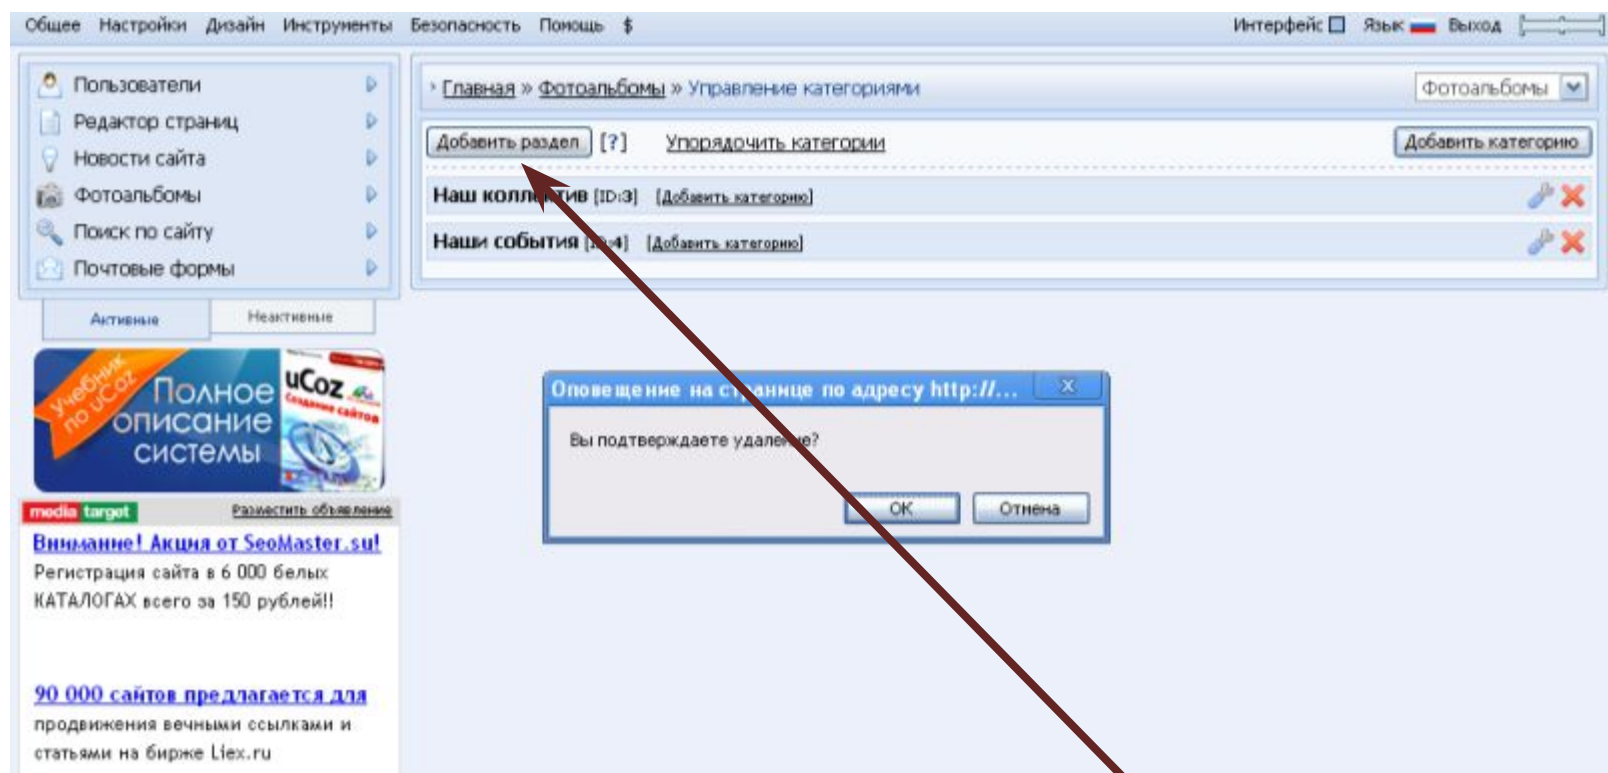 Общее Настройки Дизайн Инструменты Безопасность Помощь $ Интерфейс Язык Выход
Пользователи
Редактор страниц
Новости сайта
Фотоальбомы
Поиск по сайту
Почтовые формы
Активные Неактивные
Учебник по uCoz
Полное
описание
системы
uCoz
Создание сайтов
media target Разместить объявление
Внимание! Акция от SeoMaster.su!
Регистрация сайта в 6 000 белых
КАТАЛОГАХ всего за 150 рублей!!
90 000 сайтов предлагается для
продвижения вечными ссылками и
статьями на бирже Liex.ru
Главная » Фотоальбомы » Управление категориями Фотоальбомы
Добавить раздел [?] Упорядочить категории Добавить категорию
Наш коллектив [ID:3] [Добавить категорию]
Наши события [ID:4] [Добавить категорию]
Оповещение на странице по адресу http://... X
Вы подтверждаете удаление?
OK Отмена